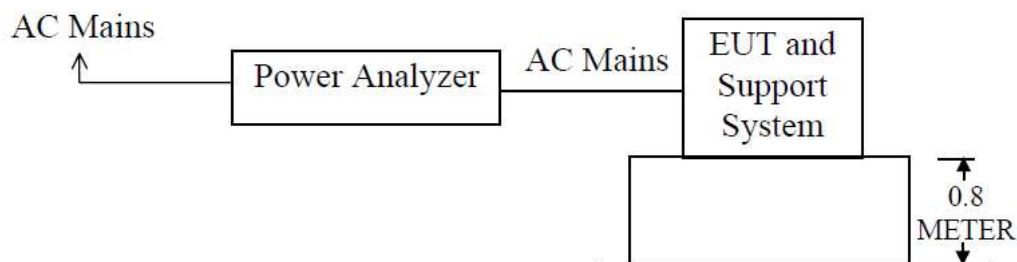 AC Mains
Power Analyzer
AC Mains
EUT and
Support
System
0.8
METER